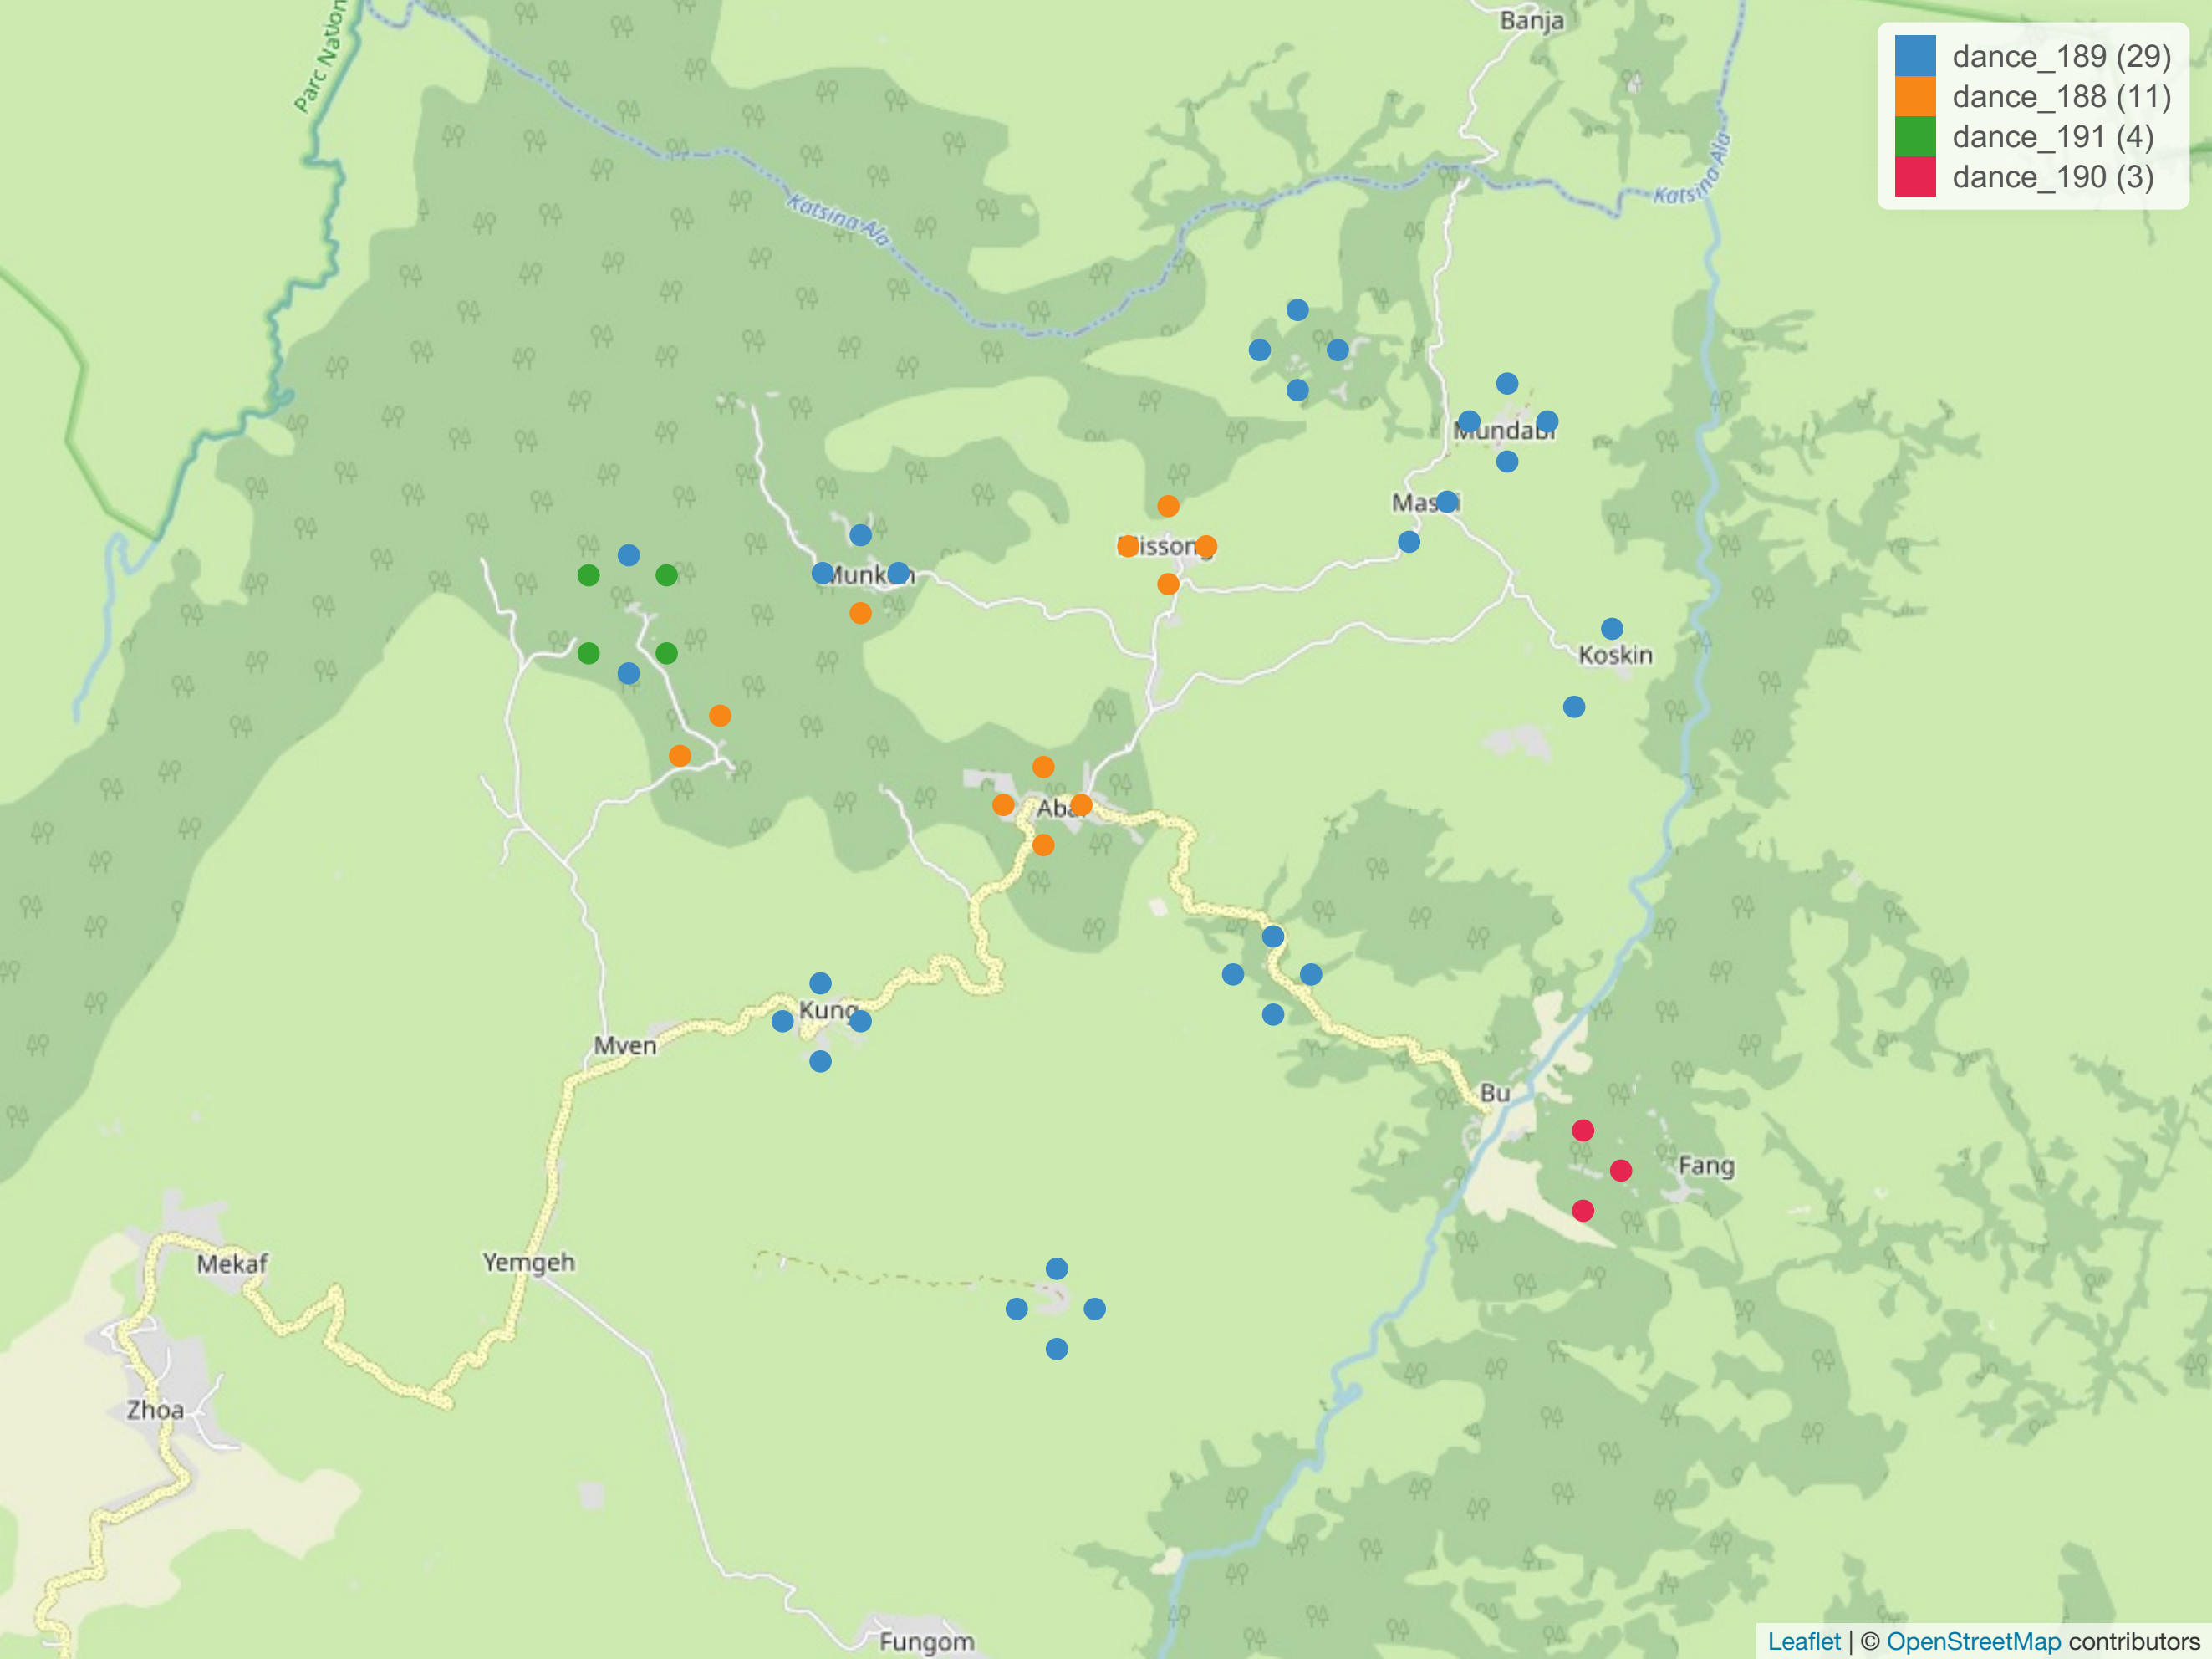 Parc Nation
Banja
dance_189 (29)
dance_188 (11)
dance_191 (4)
dance_190 (3)
Katsina Ala
Katsina Ala
Mundabi
Koskin
Mven
Kung
Bu
Fang
Mekaf
Yemgeh
Zhoa
Fungom
Leaflet | © OpenStreetMap contributors